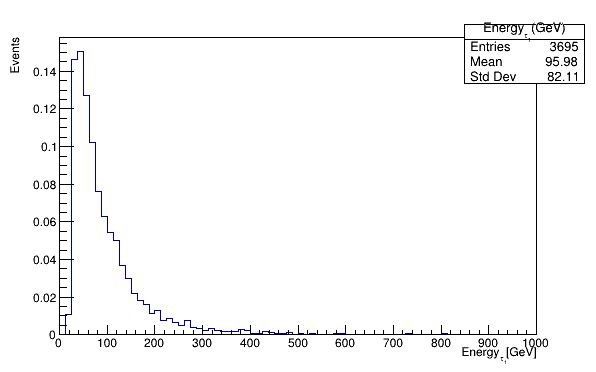 Energy_τ1 (GeV)
Entries 3695
Mean 95.98
Std Dev 82.11
Events
0.14
0.12
0.1
0.08
0.06
0.04
0.02
0
0 100 200 300 400 500 600 700 800 900 1000
Energy_τ1 [GeV]